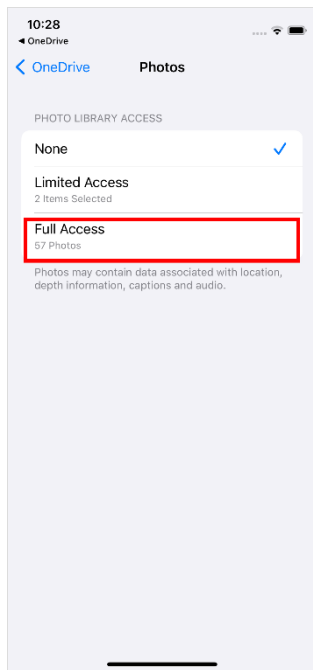 10:28
◀ OneDrive
OneDrive
Photos
PHOTO LIBRARY ACCESS
None
Limited Access
2 Items Selected
Full Access
57 Photos
Photos may contain data associated with location,
depth information, captions and audio.